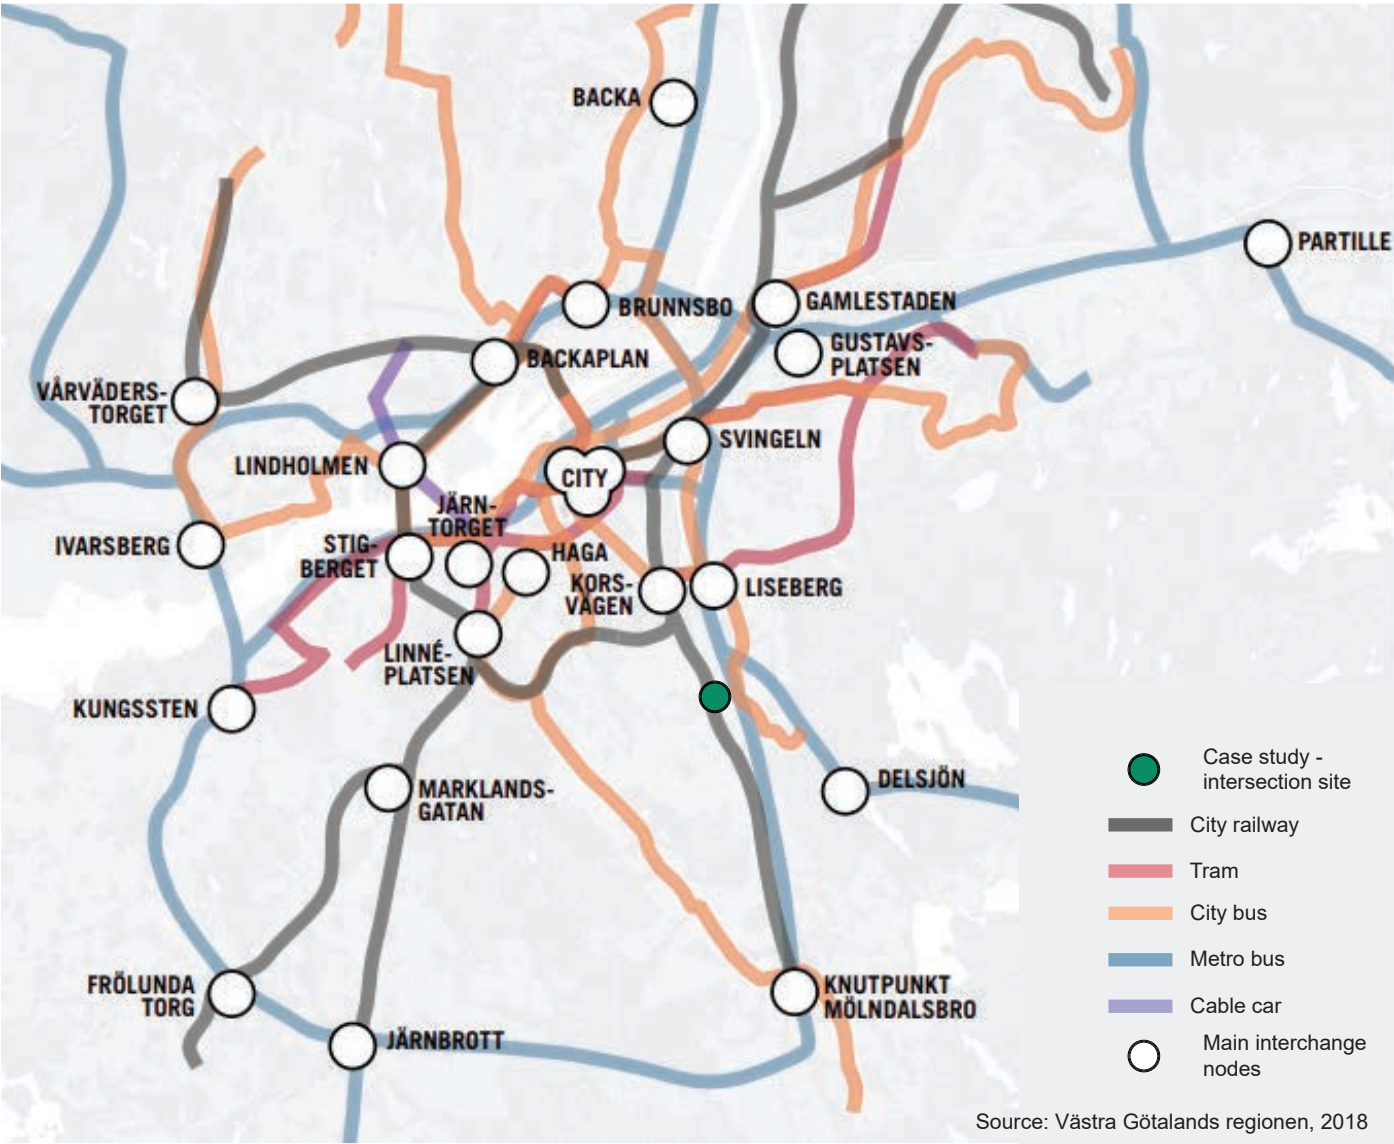 BACKA
PARTILLE
BRUNNSBO
GAMLESTADEN
GUSTAVS-
PLATSEN
BACKAPLAN
VÅRVÄDERS-
TORGET
SVINGELN
LINDHOLMEN
CITY
JÄRN-
TORGET
IVARSBERG
STIG-
BERGET
HAGA
KORS-
VÄGEN
LISEBERG
LINNÉ-
PLATSEN
KUNGSSTEN
MARKLANDS-
GATAN
DELSJÖN
FRÖLUNDA
TORG
KNUTPUNKT
MÖLNDALSBRO
JÄRNBROTT
Case study -
intersection site
City railway
Tram
City bus
Metro bus
Cable car
Main interchange
nodes
Source: Västra Götalands regionen, 2018